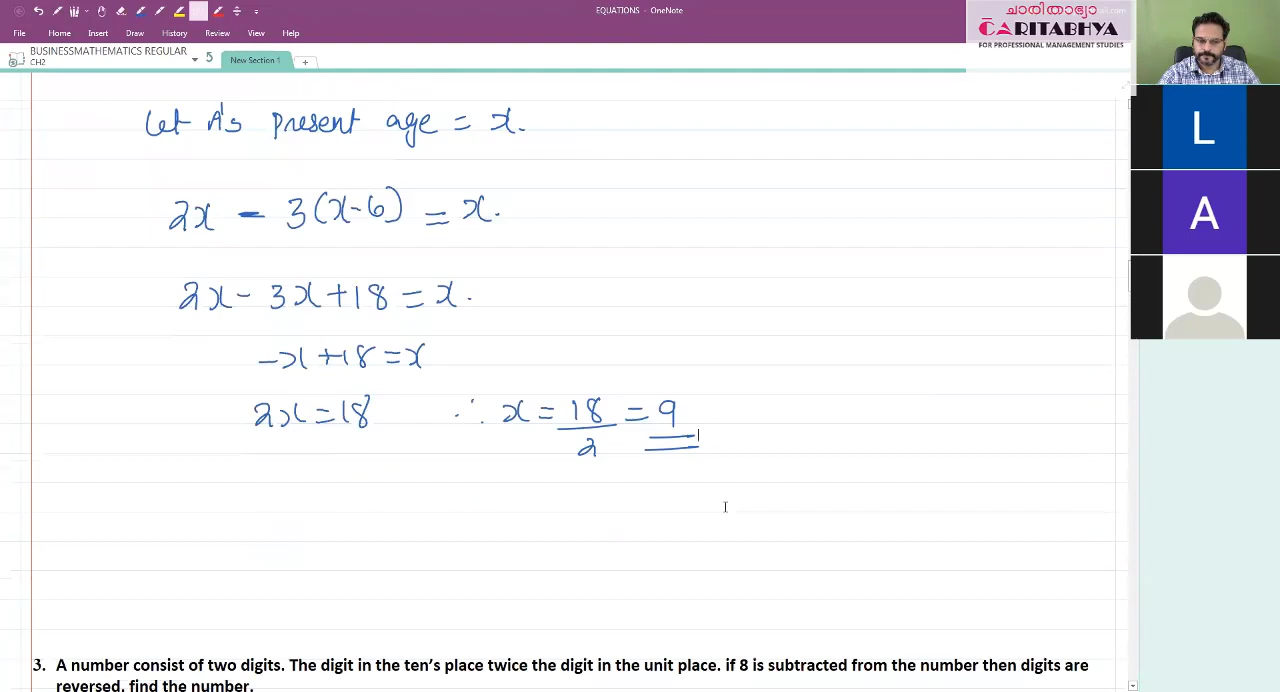 EQUATIONS - OneNote
File Home Insert Draw History Review View Help
ചാരിതാഭ്യാ
CARITABHYA
FOR PROFESSIONAL MANAGEMENT STUDIES
BUSINESSMATHEMATICS REGULAR
CH2
5
New Section 1
+
Let A's present age = x.
2x - 3(x-6) = x.
2x - 3x + 18 = x.
-x + 18 = x
2x = 18 ∴ x = 18/2 = 9
L
A
3. A number consist of two digits. The digit in the ten's place twice the digit in the unit place. if 8 is subtracted from the number then digits are
reversed. find the number.